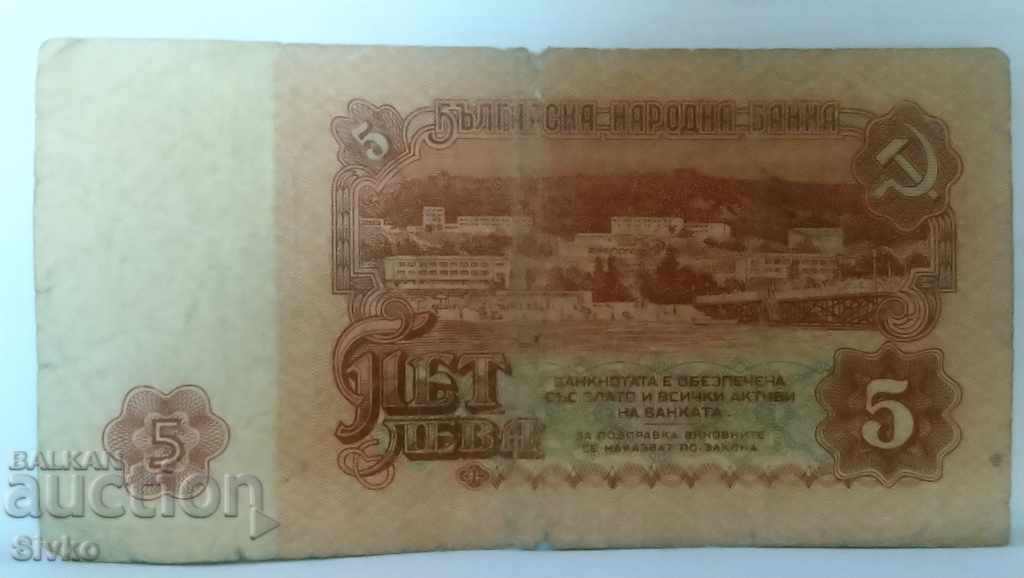 5
БЪЛГАРСКА НАРОДНА БАНКА
ПЕТ
ЛЕВА
БАНКНОТАТА Е ОБЕЗПЕЧЕНА
СЪС ЗЛАТО И ВСИЧКИ АКТИВИ
НА БАНКАТА.
ЗА ПОДПРАВКА ВИНОВНИТЕ
СЕ НАКАЗВАТ ПО ЗАКОНА
5
5
BALKAN
auction
Sivko